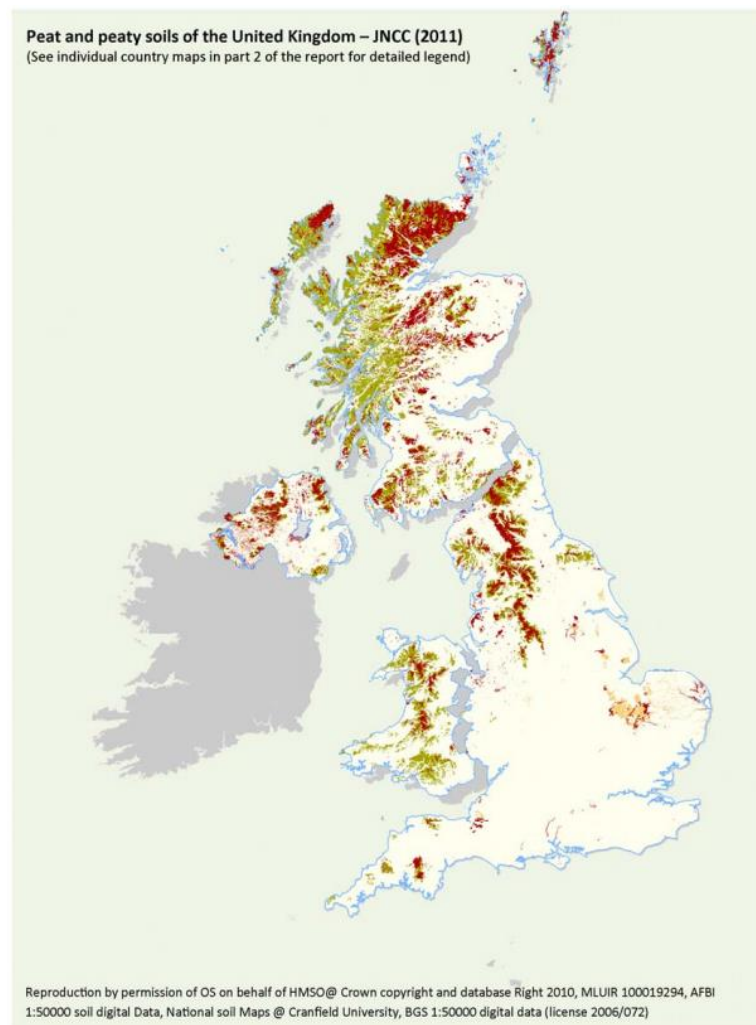 Peat and peaty soils of the United Kingdom – JNCC (2011)
(See individual country maps in part 2 of the report for detailed legend)
Reproduction by permission of OS on behalf of HMSO@ Crown copyright and database Right 2010, MLUIR 100019294, AFBI
1:50000 soil digital Data, National soil Maps @ Cranfield University, BGS 1:50000 digital data (license 2006/072)